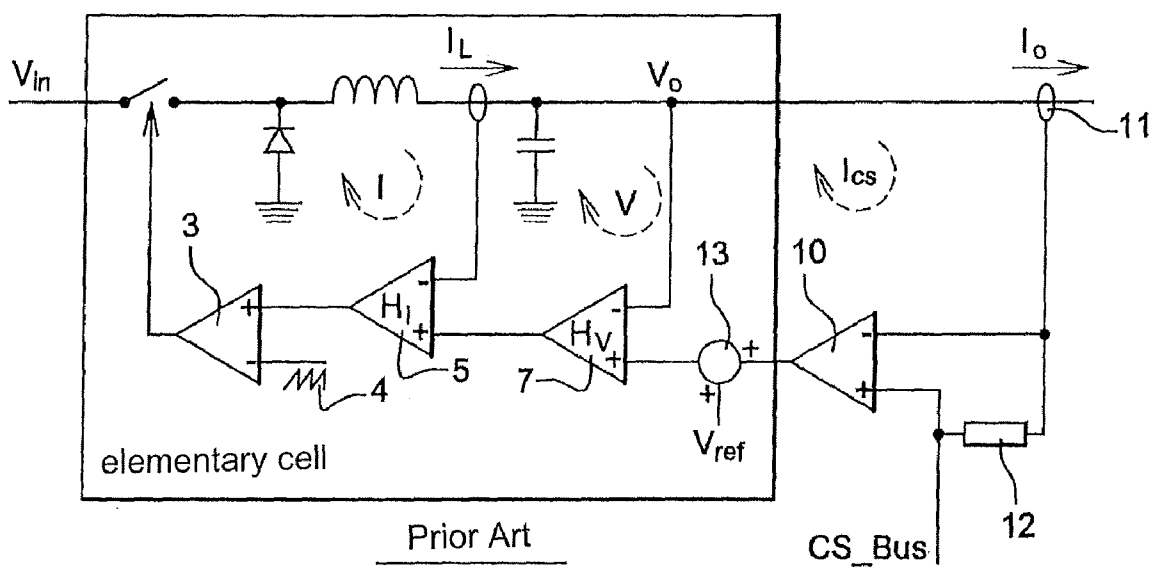 I_L
I_o
V_in
V_o
11
I
V
I_cs
3
13
10
H_I
H_V
-
+
-
+
-
+
+
+
-
+
4
5
7
V_ref
elementary cell
12
Prior Art
CS_Bus